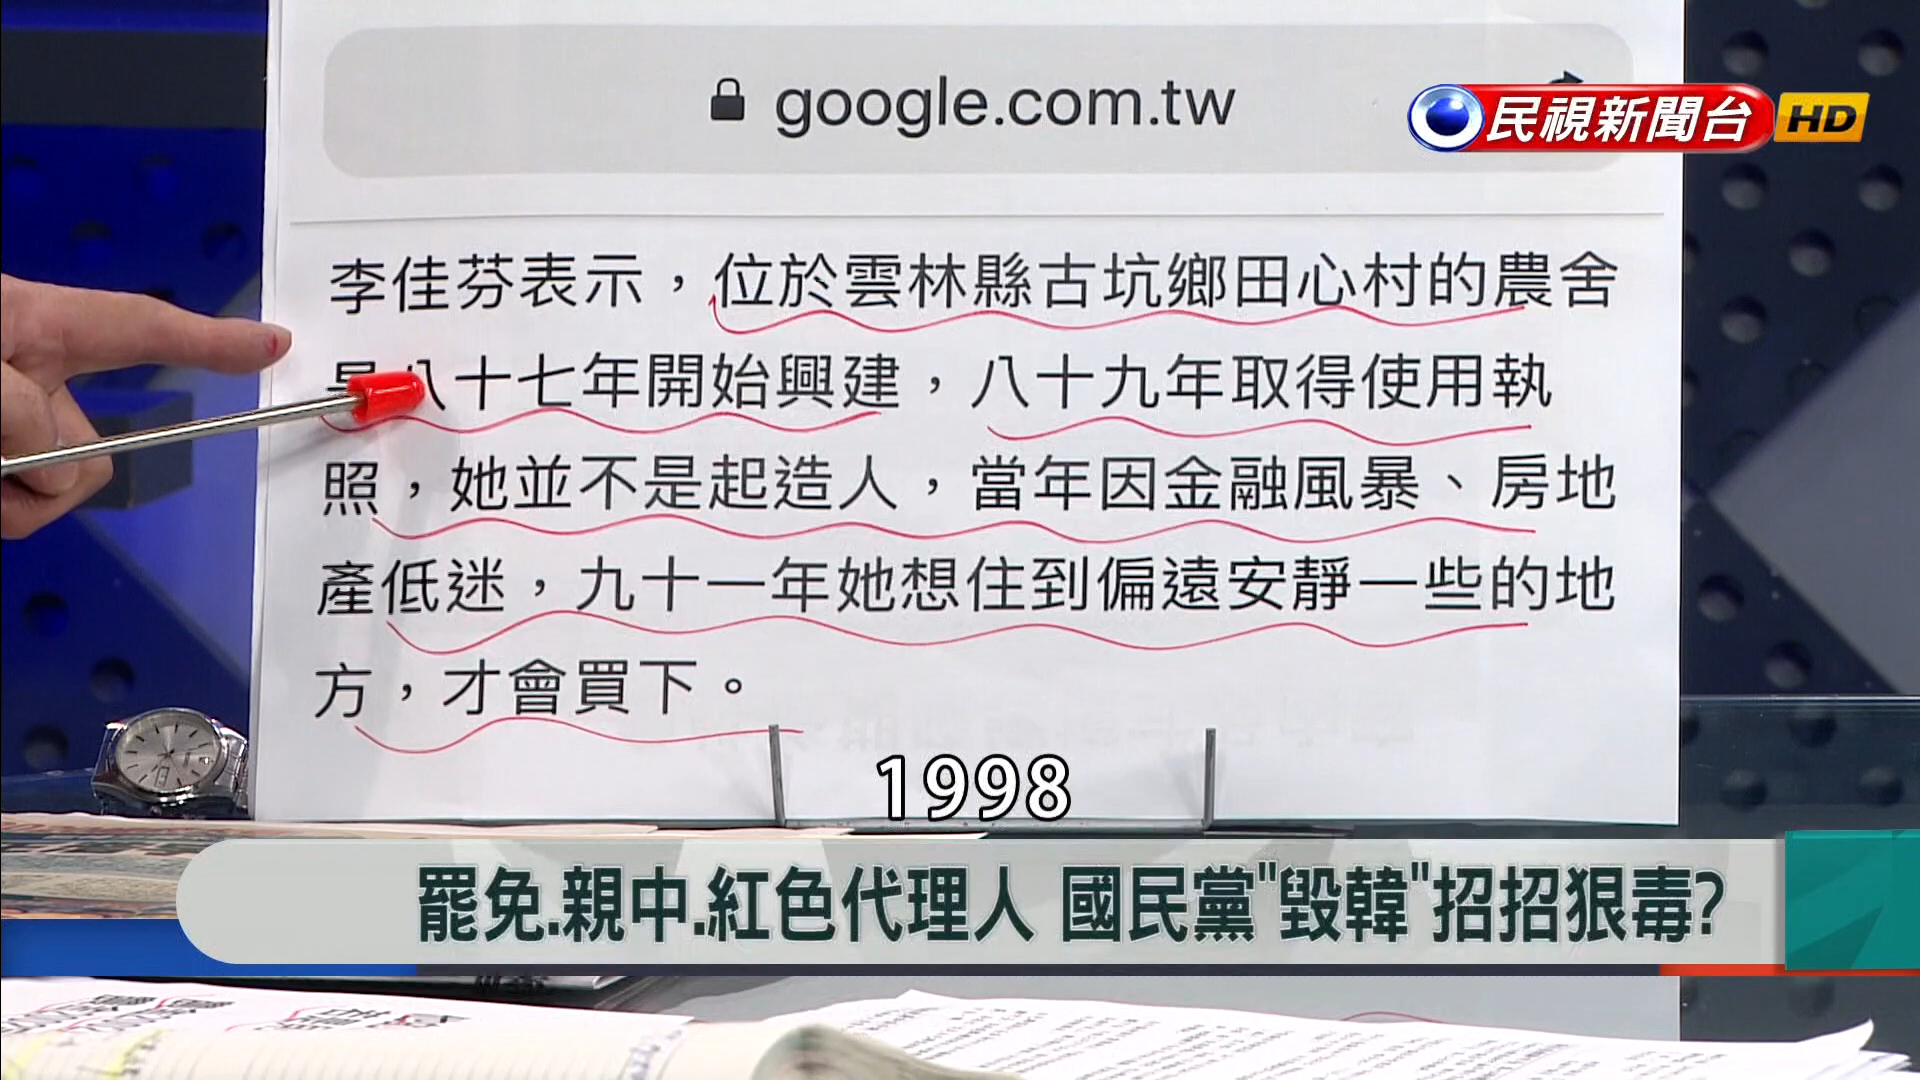 google.com.tw
民視新聞台 HD
李佳芬表示，位於雲林縣古坑鄉田心村的農舍
是八十七年開始興建，八十九年取得使用執
照，她並不是起造人，當年因金融風暴、房地
產低迷，九十一年她想住到偏遠安靜一些的地
方，才會買下。
1998
罷免.親中.紅色代理人 國民黨"毀韓"招招狠毒?